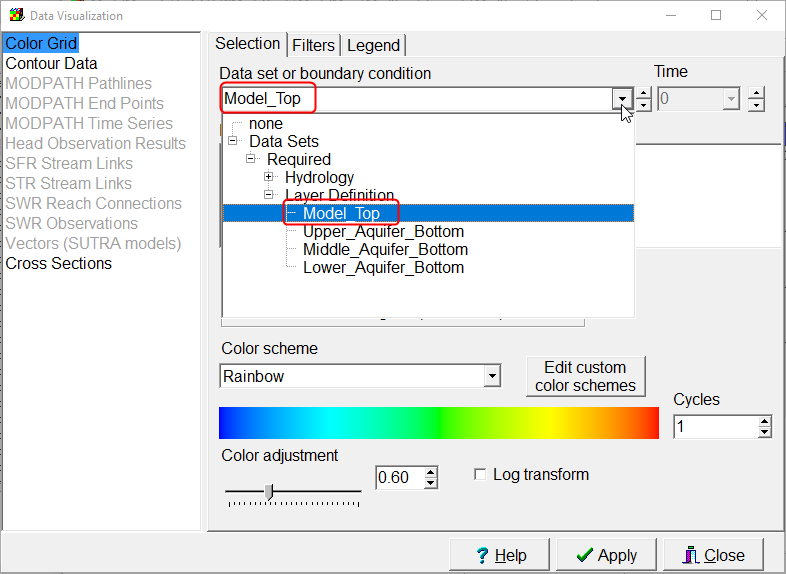 Data Visualization
Color Grid
Contour Data
MODPATH Pathlines
MODPATH End Points
MODPATH Time Series
Head Observation Results
SFR Stream Links
STR Stream Links
SWR Reach Connections
SWR Observations
Vectors (SUTRA models)
Cross Sections
Selection Filters Legend
Data set or boundary condition
Time
Model_Top
0
none
Data Sets
Required
Hydrology
Layer Definition
Model_Top
Upper_Aquifer_Bottom
Middle_Aquifer_Bottom
Lower_Aquifer_Bottom
Color scheme
Rainbow
Edit custom
color schemes
Cycles
1
Color adjustment
0.60
Log transform
? Help
Apply
Close